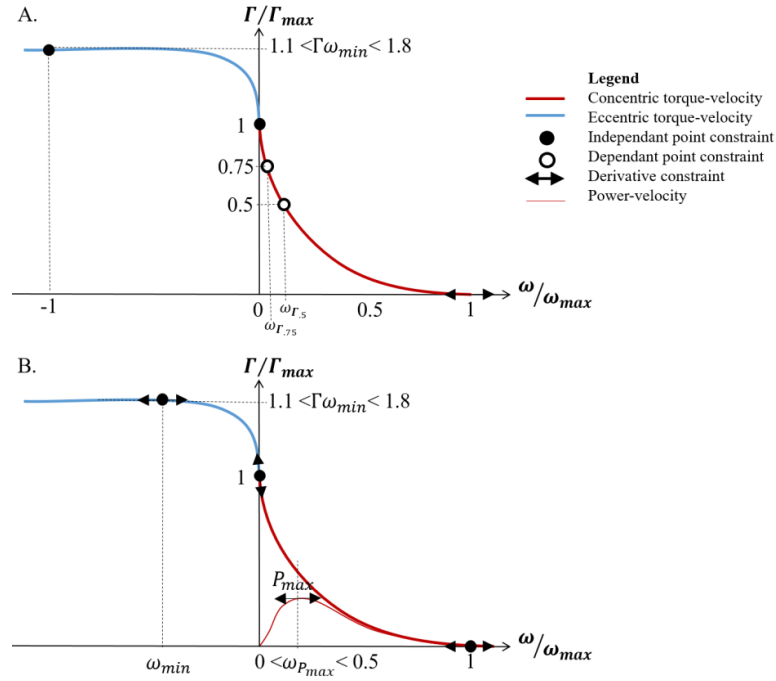 A.
Γ/Γmax
1.1 <Γωmin< 1.8
1
0.75
0.5
-1
0
0.5
1
ω/ωmax
ωΓ.5
ωΓ.75
Legend
Concentric torque-velocity
Eccentric torque-velocity
Independant point constraint
Dependant point constraint
Derivative constraint
Power-velocity
B.
Γ/Γmax
1.1 <Γωmin< 1.8
1
Pmax
ω/ωmax
ωmin
0 <ωPmax< 0.5
1